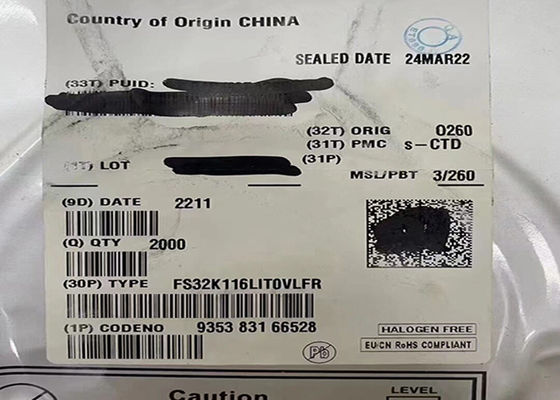 Country of Origin CHINA
SEALED DATE 24MAR22
(33T) PUID:
(32T) ORIG 0260
(31T) PMC s-CTD
(31P)
(1T) LOT
MSL/PBT 3/260
(9D) DATE 2211
(Q) QTY 2000
(30P) TYPE FS32K116LIT0VLFR
(1P) CODENO 9353 831 66528
Pb
HALOGEN FREE
EU/CN RoHS COMPLIANT
Caution
LEVEL